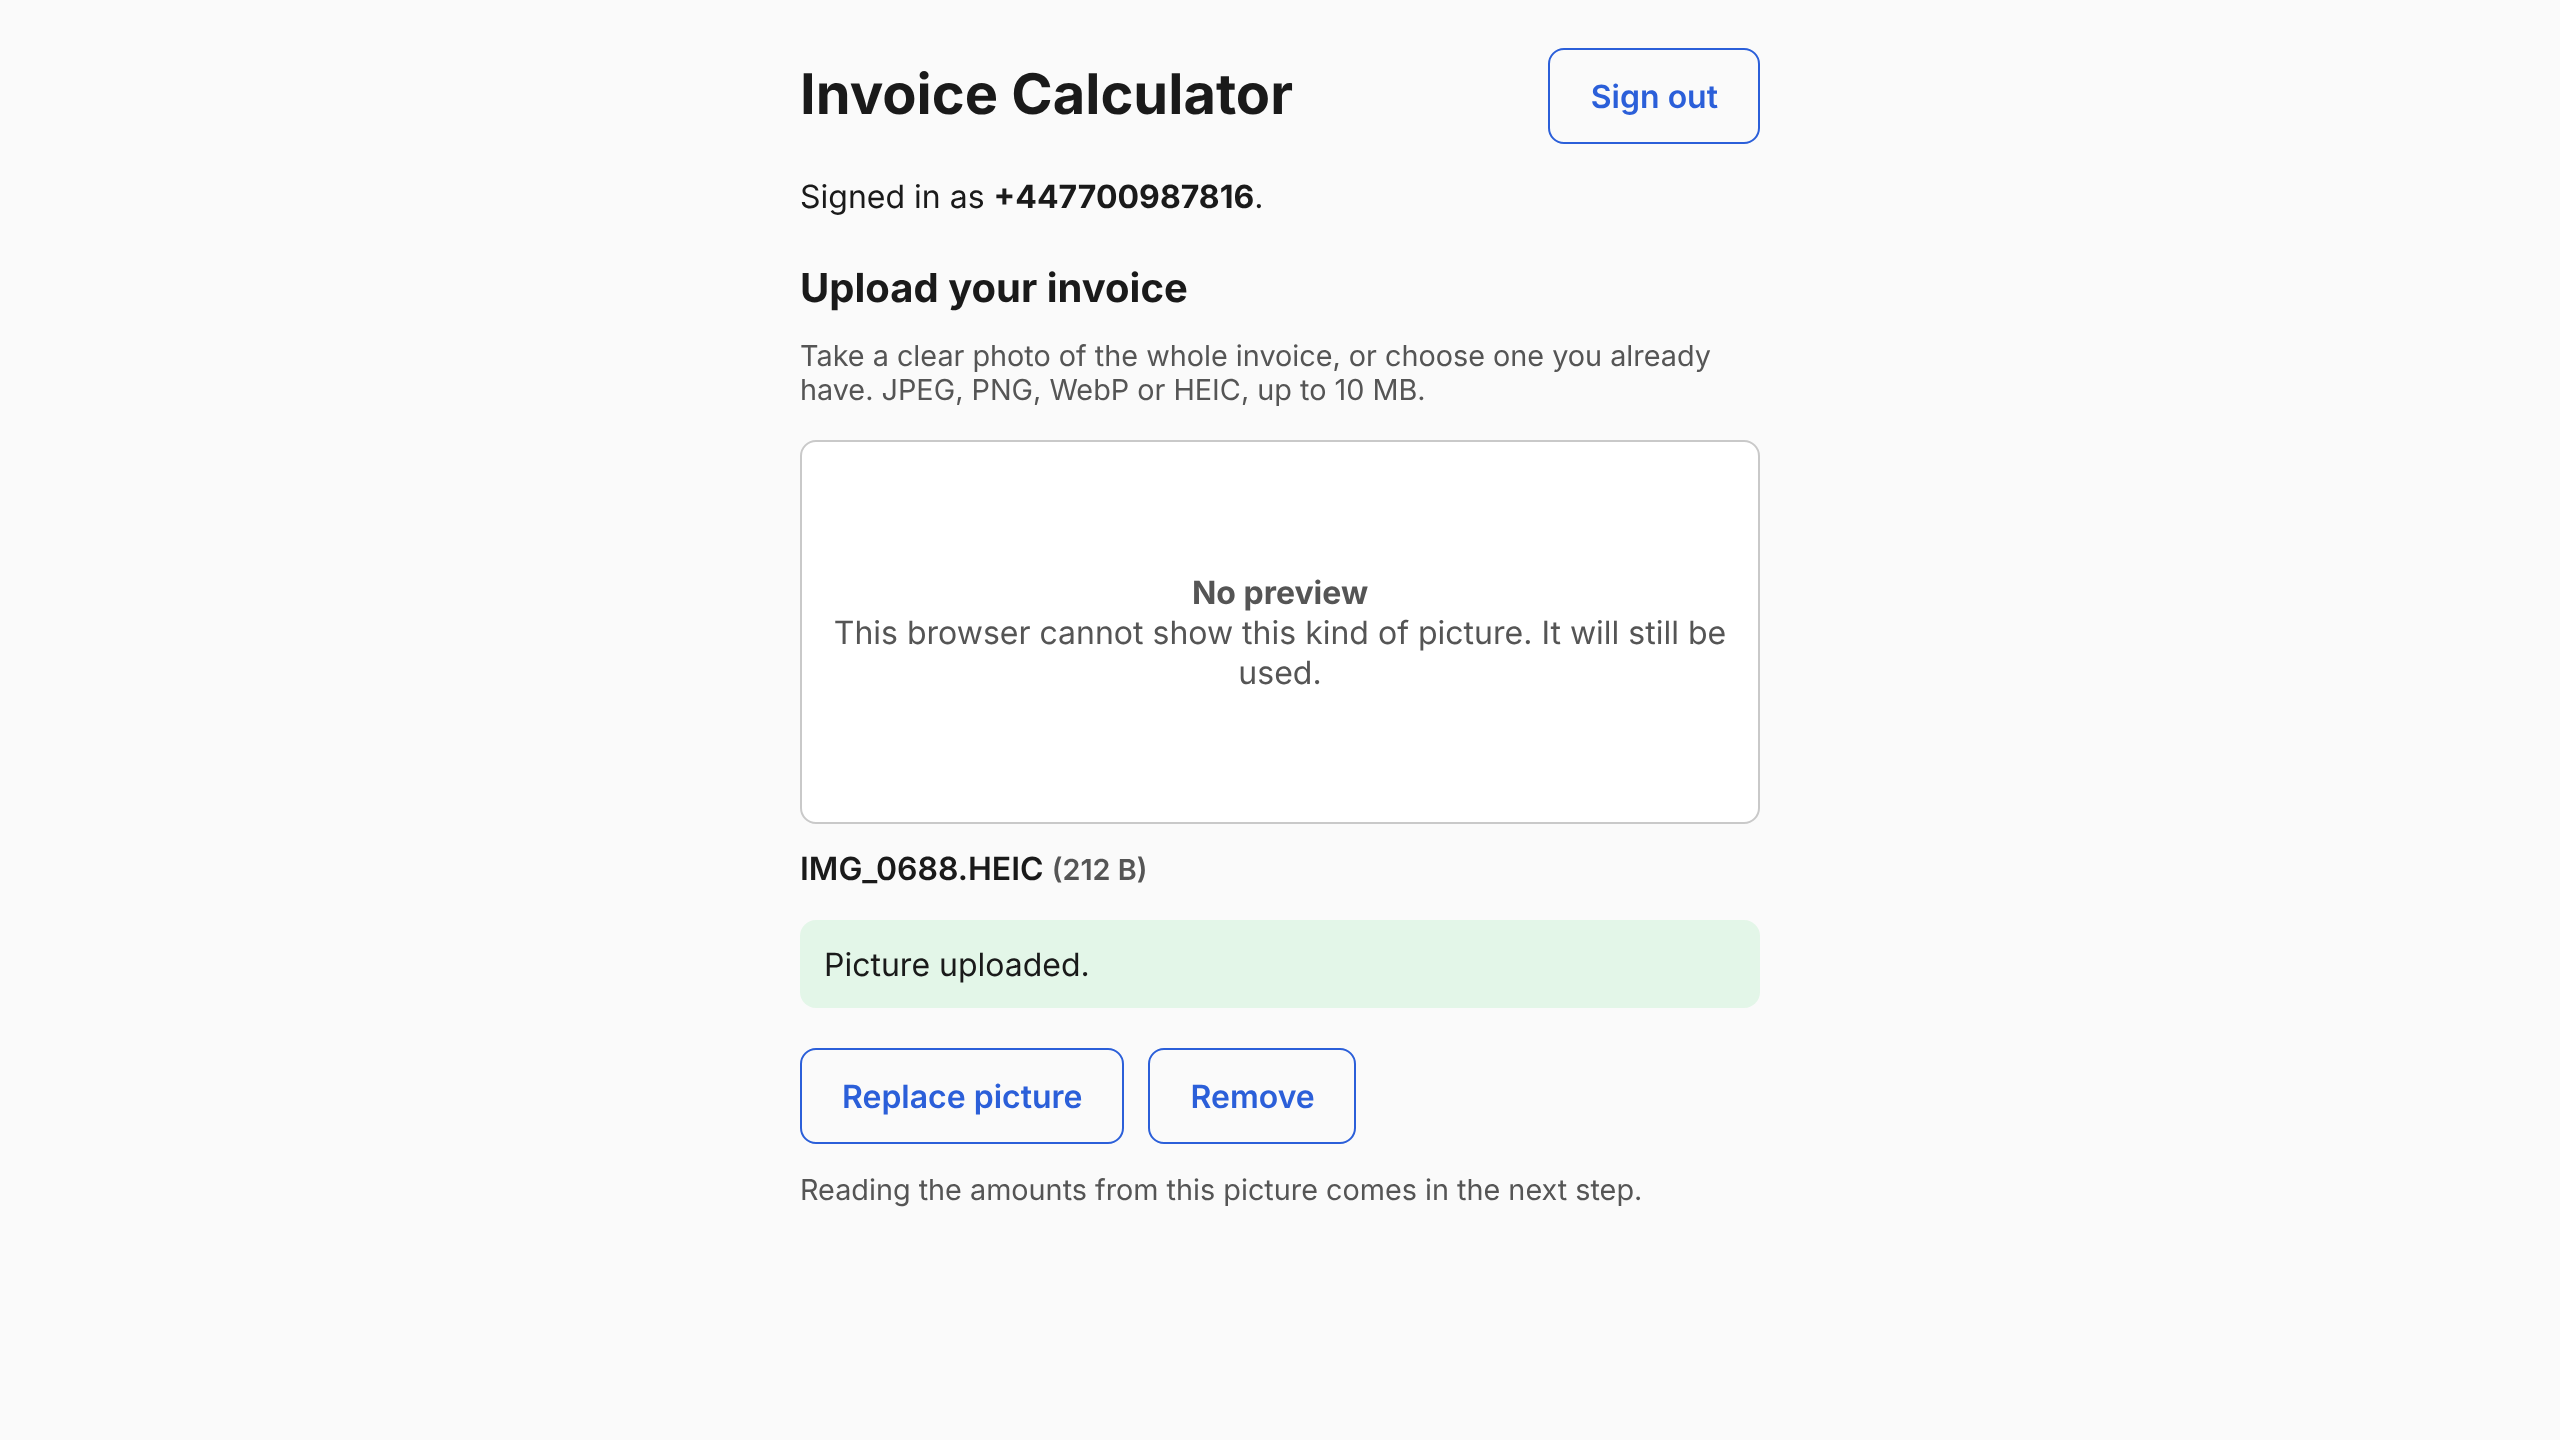 Invoice Calculator
Sign out
Signed in as +447700987816.
Upload your invoice
Take a clear photo of the whole invoice, or choose one you already
have. JPEG, PNG, WebP or HEIC, up to 10 MB.
No preview
This browser cannot show this kind of picture. It will still be
used.
IMG_0688.HEIC (212 B)
Picture uploaded.
Replace picture
Remove
Reading the amounts from this picture comes in the next step.